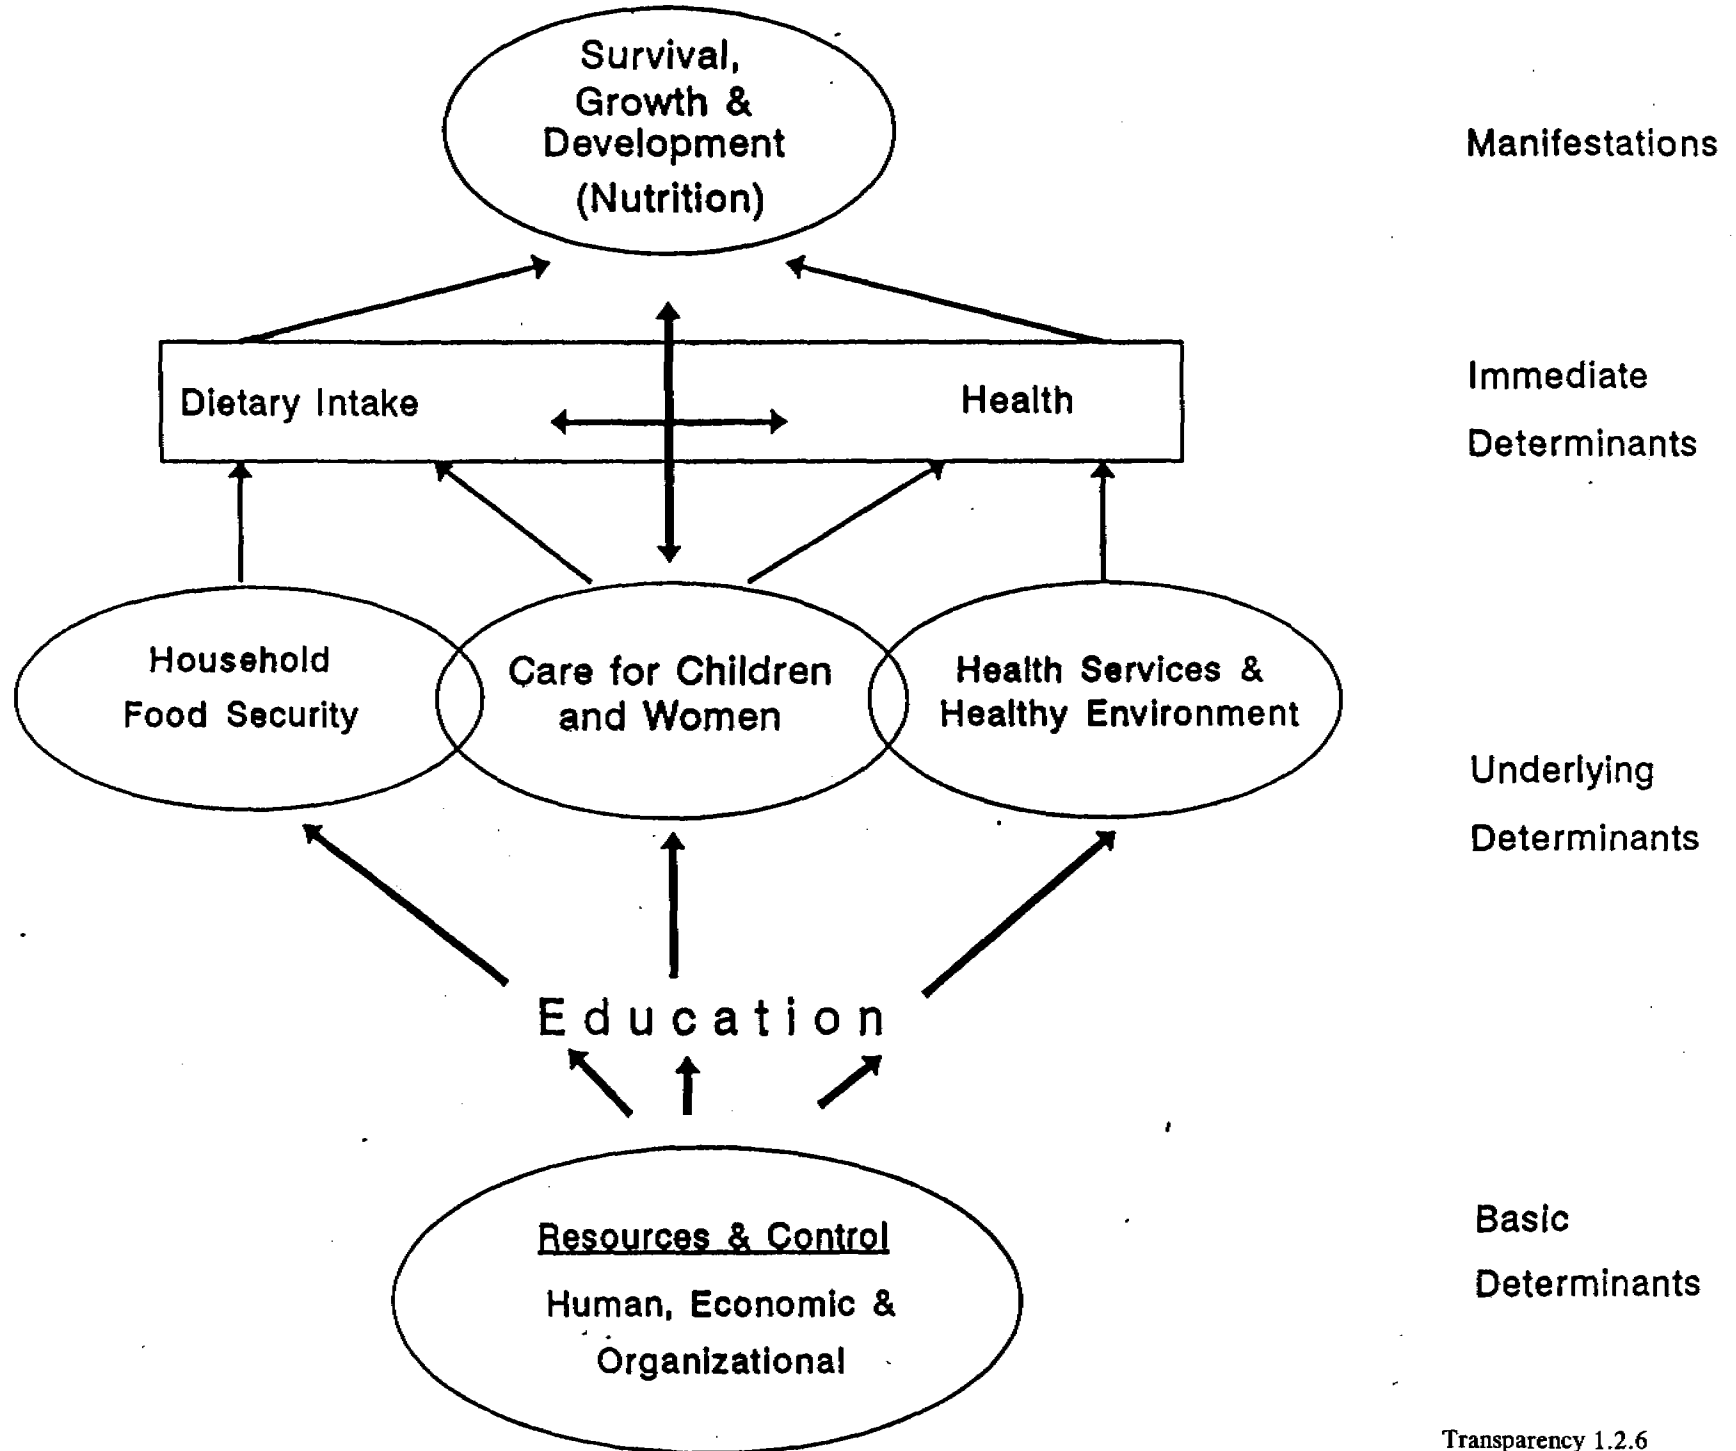 Survival,
Growth &
Development
(Nutrition)
Manifestations
Dietary Intake
Health
Immediate
Determinants
Household
Food Security
Care for Children
and Women
Health Services &
Healthy Environment
Underlying
Determinants
Education
Resources & Control
Human, Economic &
Organizational
Basic
Determinants
Transparency 1.2.6